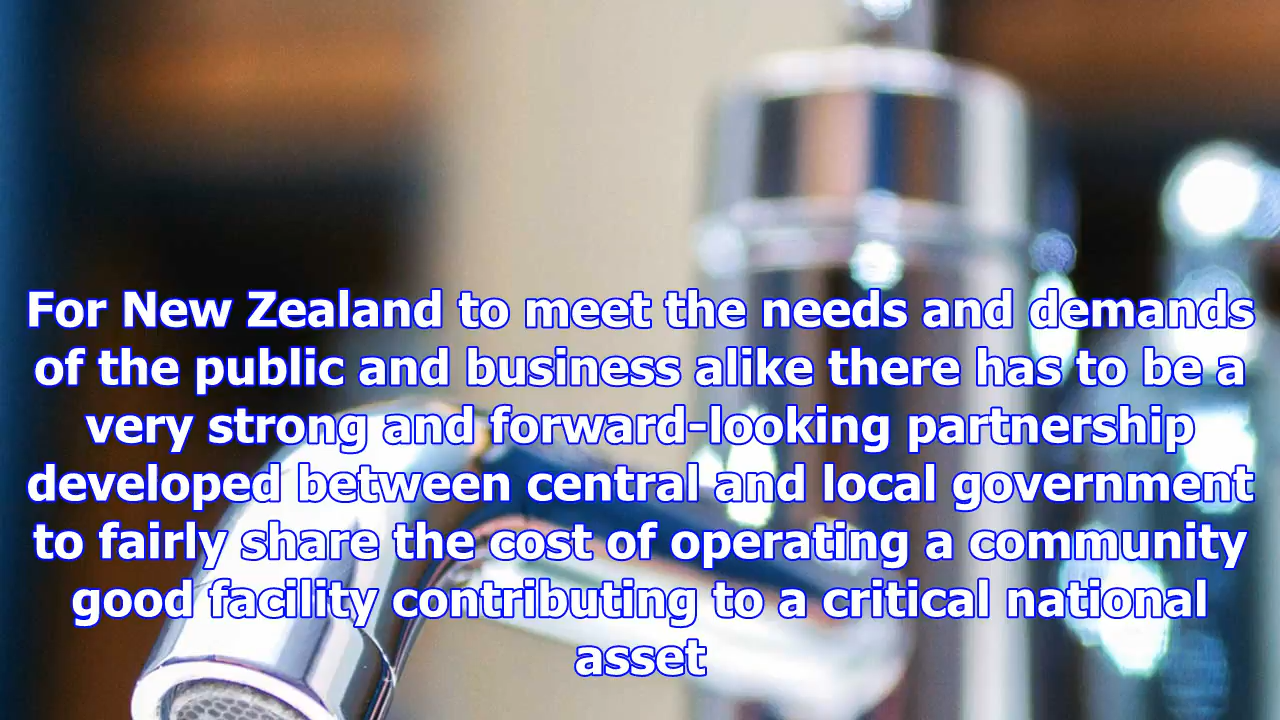 For New Zealand to meet the needs and demands
of the public and business alike there has to be a
very strong and forward-looking partnership
developed between central and local government
to fairly share the cost of operating a community
good facility contributing to a critical national
asset